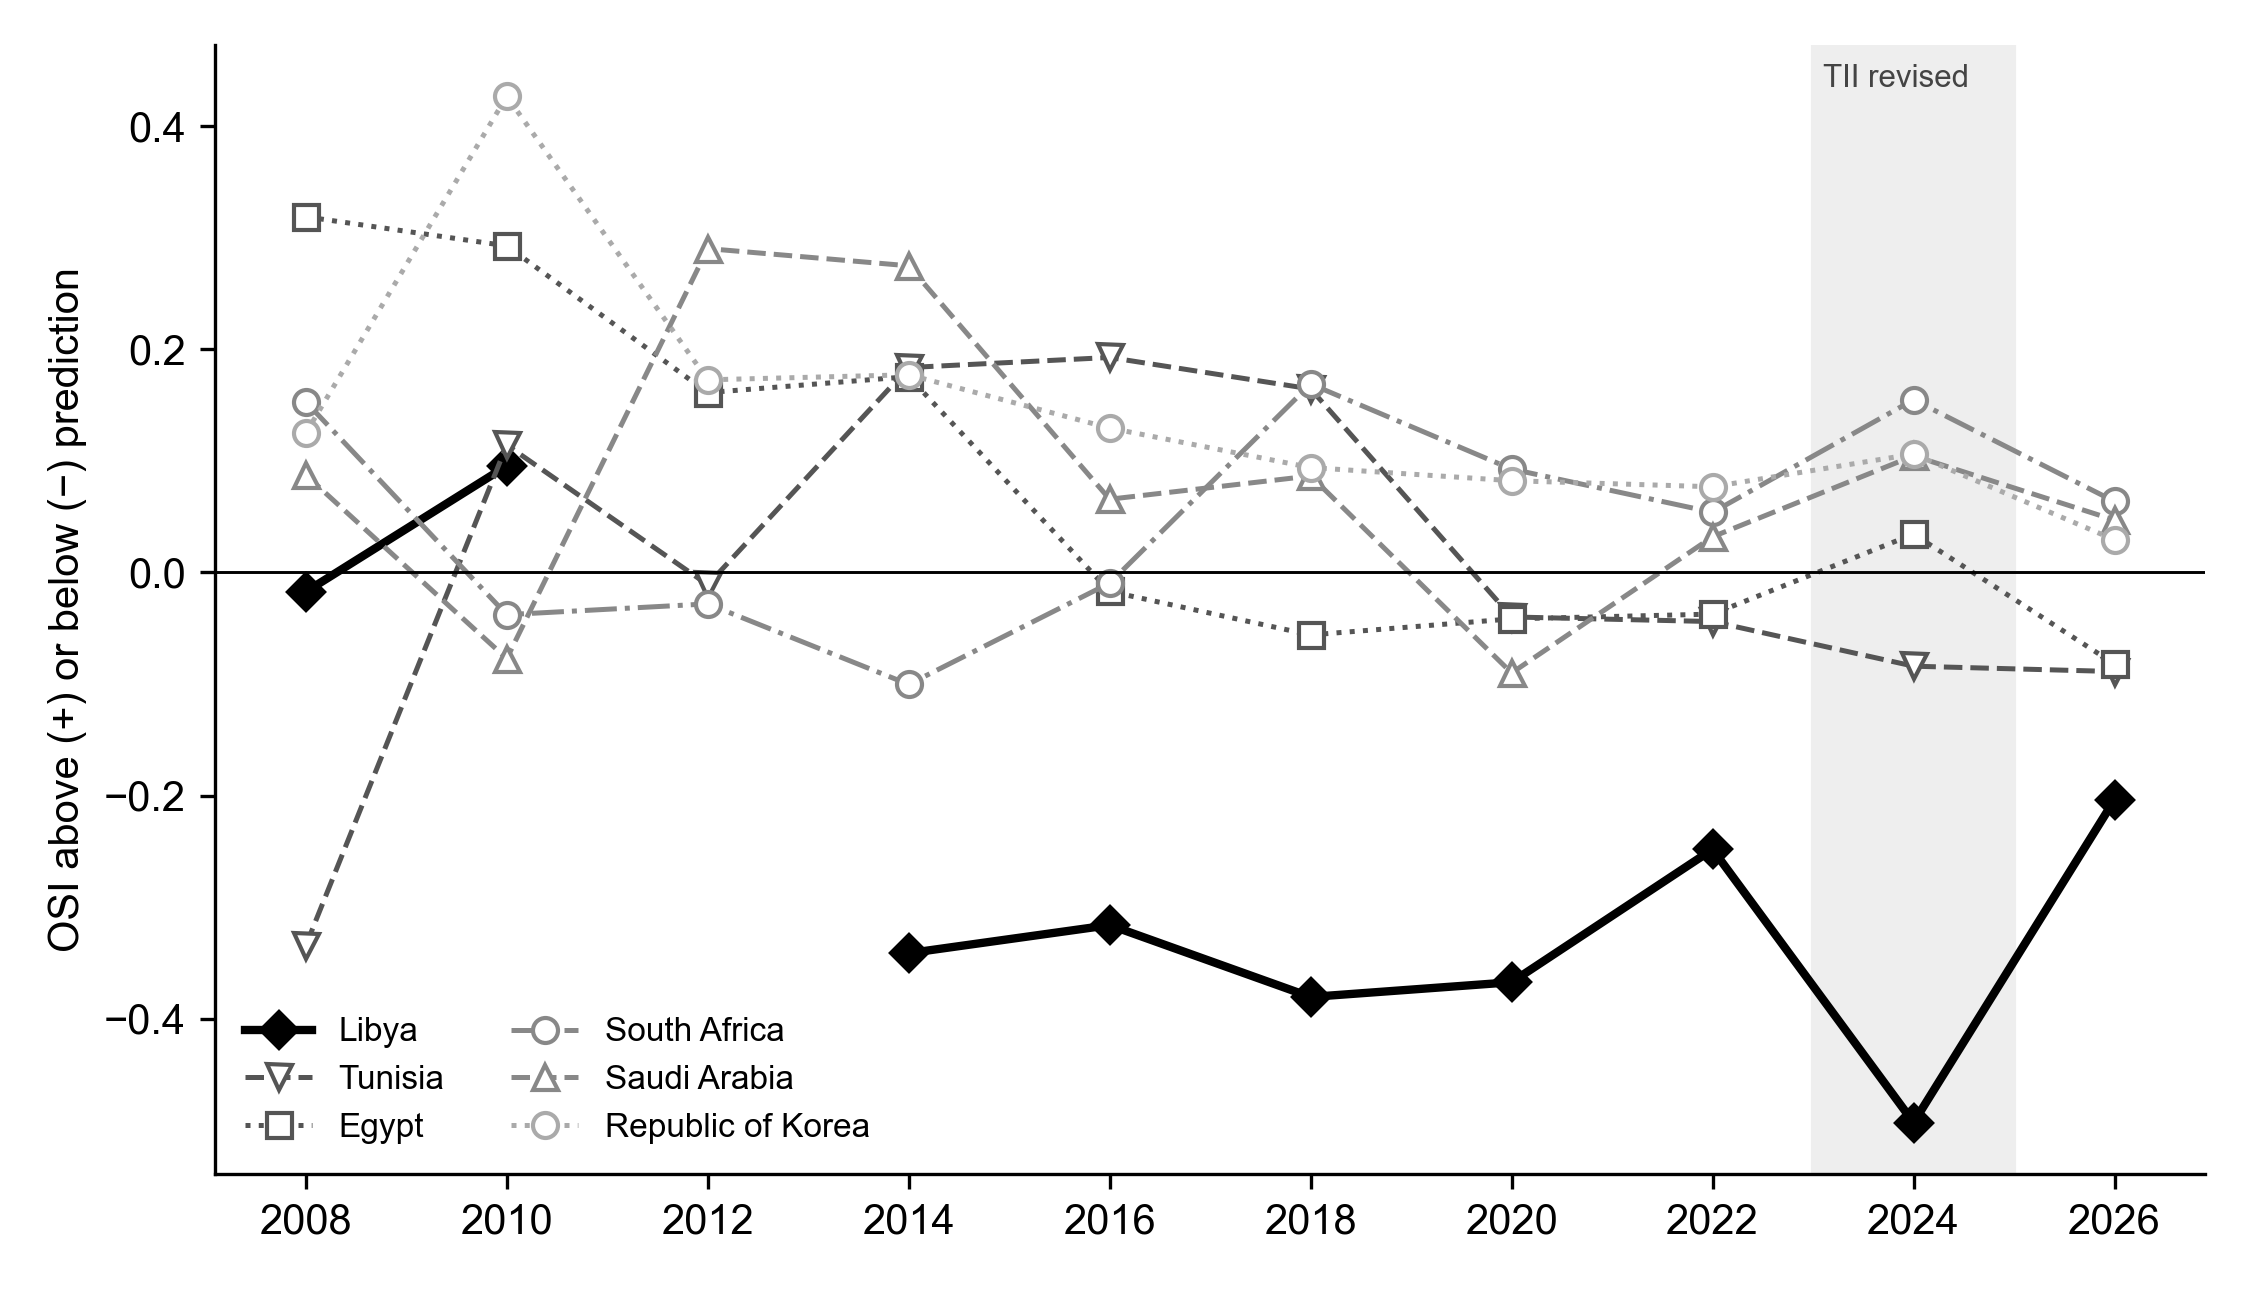 TII revised
0.4
0.2
0.0
−0.2
−0.4
OSI above (+) or below (−) prediction
Libya
Tunisia
Egypt
South Africa
Saudi Arabia
Republic of Korea
2008 2010 2012 2014 2016 2018 2020 2022 2024 2026